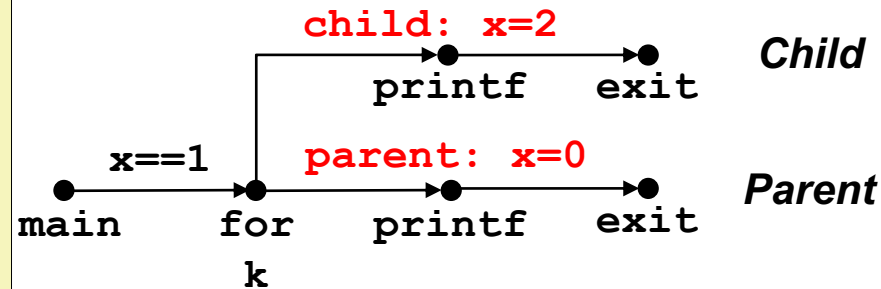 child: x=2
Child
printf exit
x==1 parent: x=0
Parent
main for printf exit
k